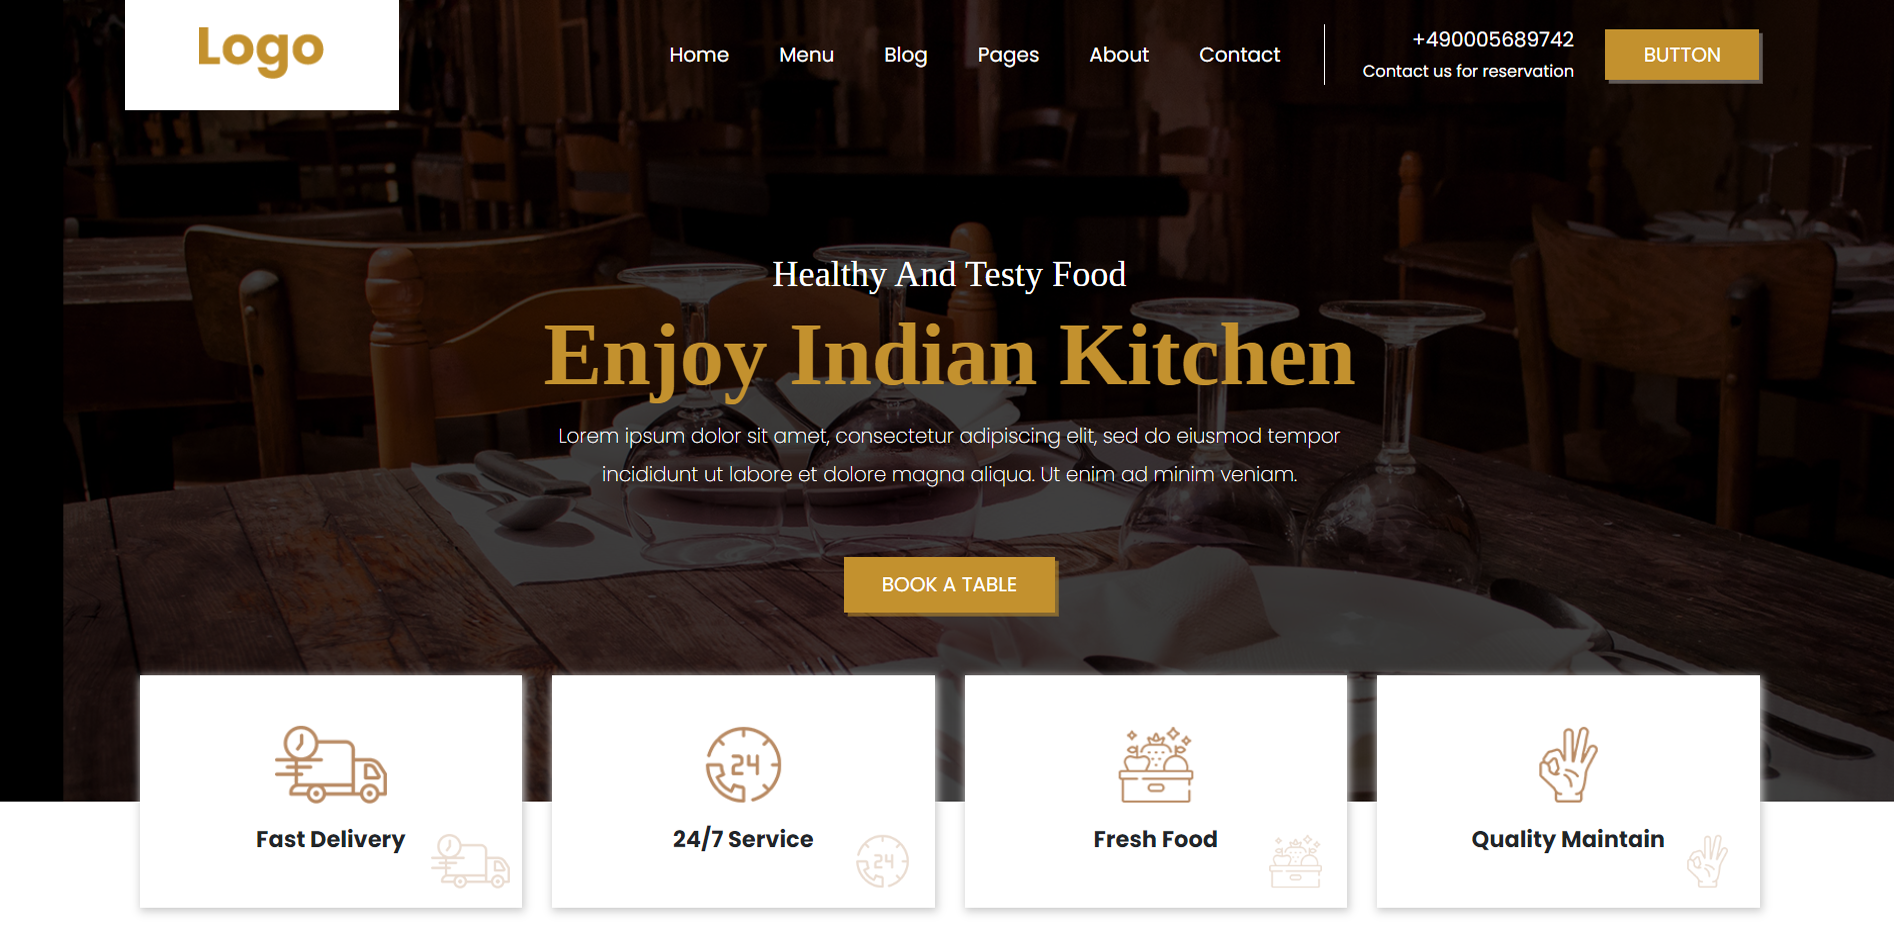 Logo
Home Menu Blog Pages About Contact
+490005689742
Contact us for reservation
BUTTON
Healthy And Testy Food
Enjoy Indian Kitchen
Lorem ipsum dolor sit amet, consectetur adipiscing elit, sed do eiusmod tempor
incididunt ut labore et dolore magna aliqua. Ut enim ad minim veniam.
BOOK A TABLE
24
24
Fast Delivery
24/7 Service
Fresh Food
Quality Maintain